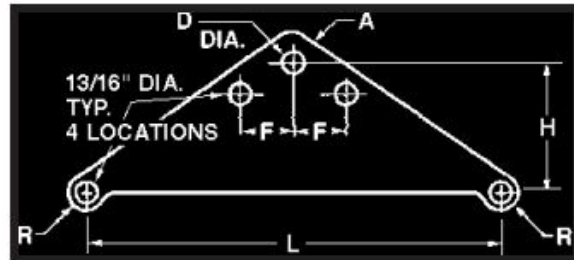 D
DIA.
A
13/16" DIA.
TYP.
4 LOCATIONS
F F
H
R
R
L